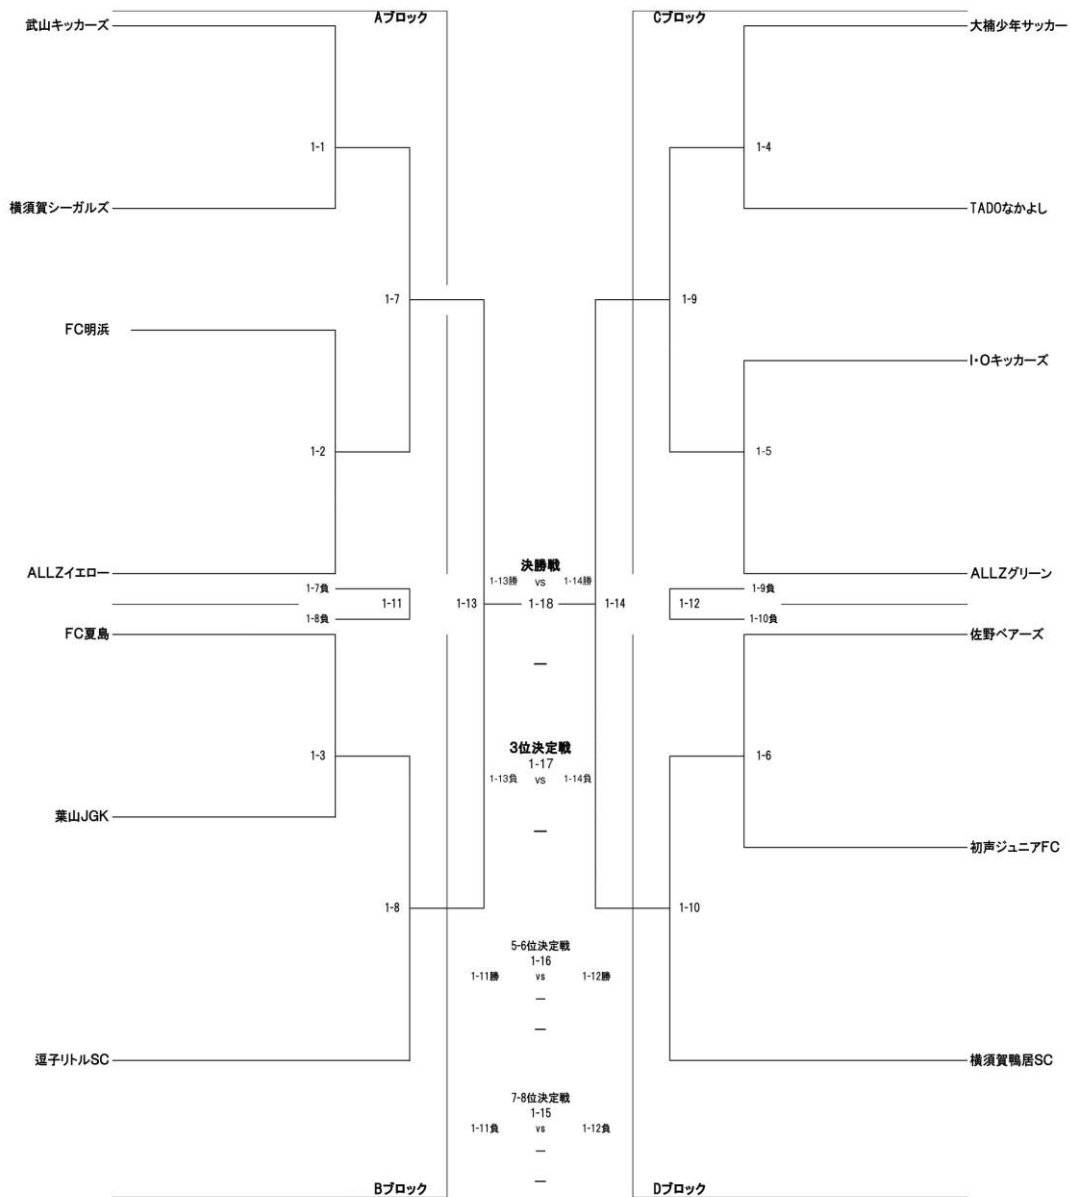 Aブロック
Cブロック
武山キッカーズ
大楠少年サッカー
1-1
1-4
横須賀シーガルズ
TADOなかよし
1-7
1-9
FC明浜
I・Oキッカーズ
1-2
1-5
決勝戦
ALLZイエロー
ALLZグリーン
1-13勝 vs 1-14勝
1-7負
1-9負
1-11
1-13
1-18
1-14
1-12
1-8負
1-10負
FC夏島
佐野ベアーズ
—
3位決定戦
1-3
1-17
1-6
1-13負 vs 1-14負
葉山JGK
—
初声ジュニアFC
1-8
1-10
5-6位決定戦
1-16
1-11勝 vs 1-12勝
—
—
逗子リトルSC
横須賀鴨居SC
7-8位決定戦
1-15
1-11負 vs 1-12負
—
—
Bブロック
Dブロック